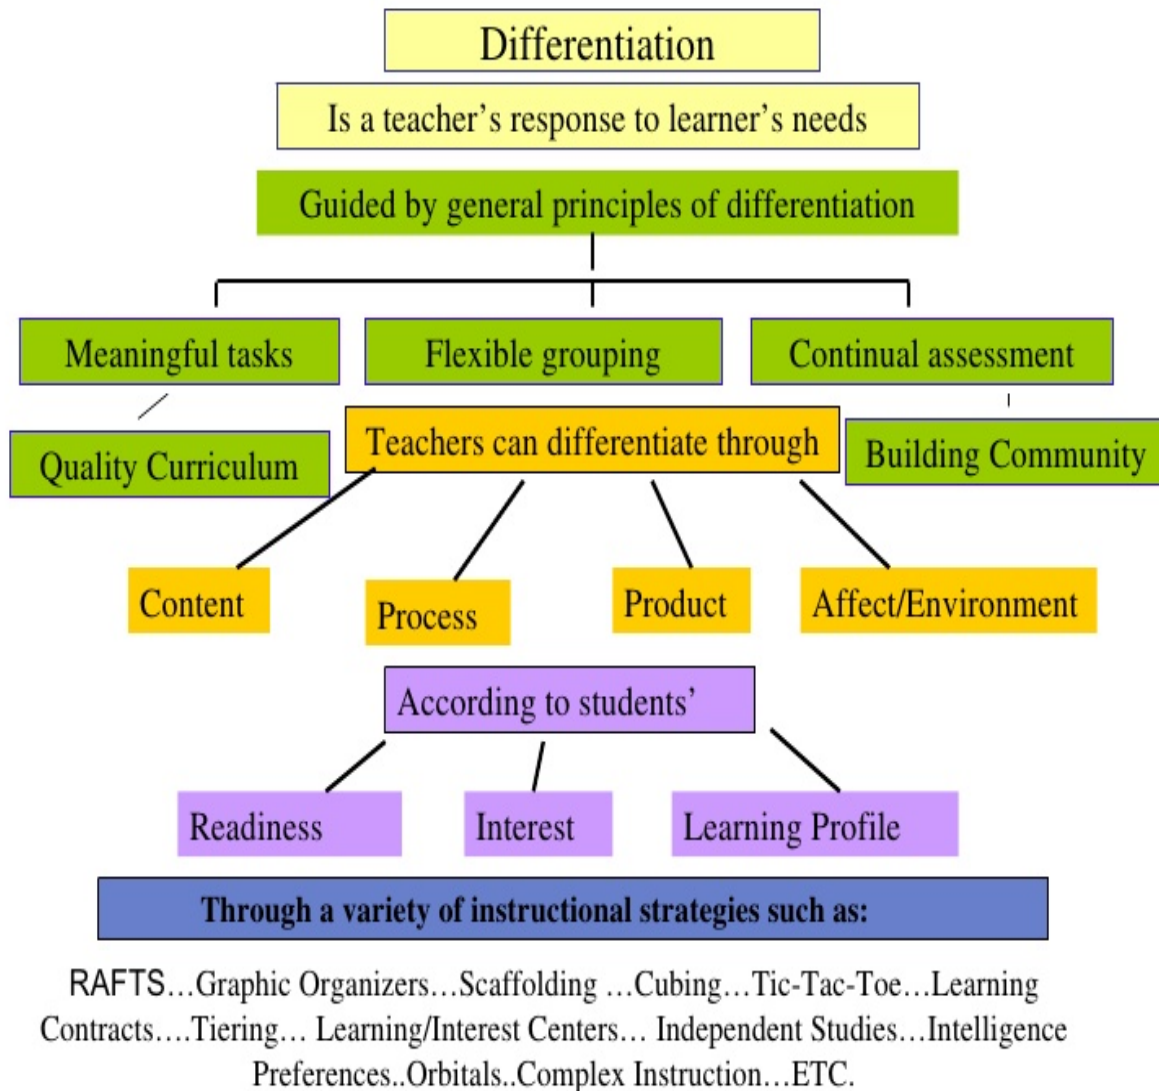 Differentiation
Is a teacher’s response to learner’s needs
Guided by general principles of differentiation
Meaningful tasks
Flexible grouping
Continual assessment
Quality Curriculum
Teachers can differentiate through
Building Community
Content
Process
Product
Affect/Environment
According to students’
Readiness
Interest
Learning Profile
Through a variety of instructional strategies such as:
RAFTS…Graphic Organizers…Scaffolding …Cubing…Tic-Tac-Toe…Learning
Contracts….Tiering… Learning/Interest Centers… Independent Studies…Intelligence
Preferences..Orbitals..Complex Instruction…ETC.